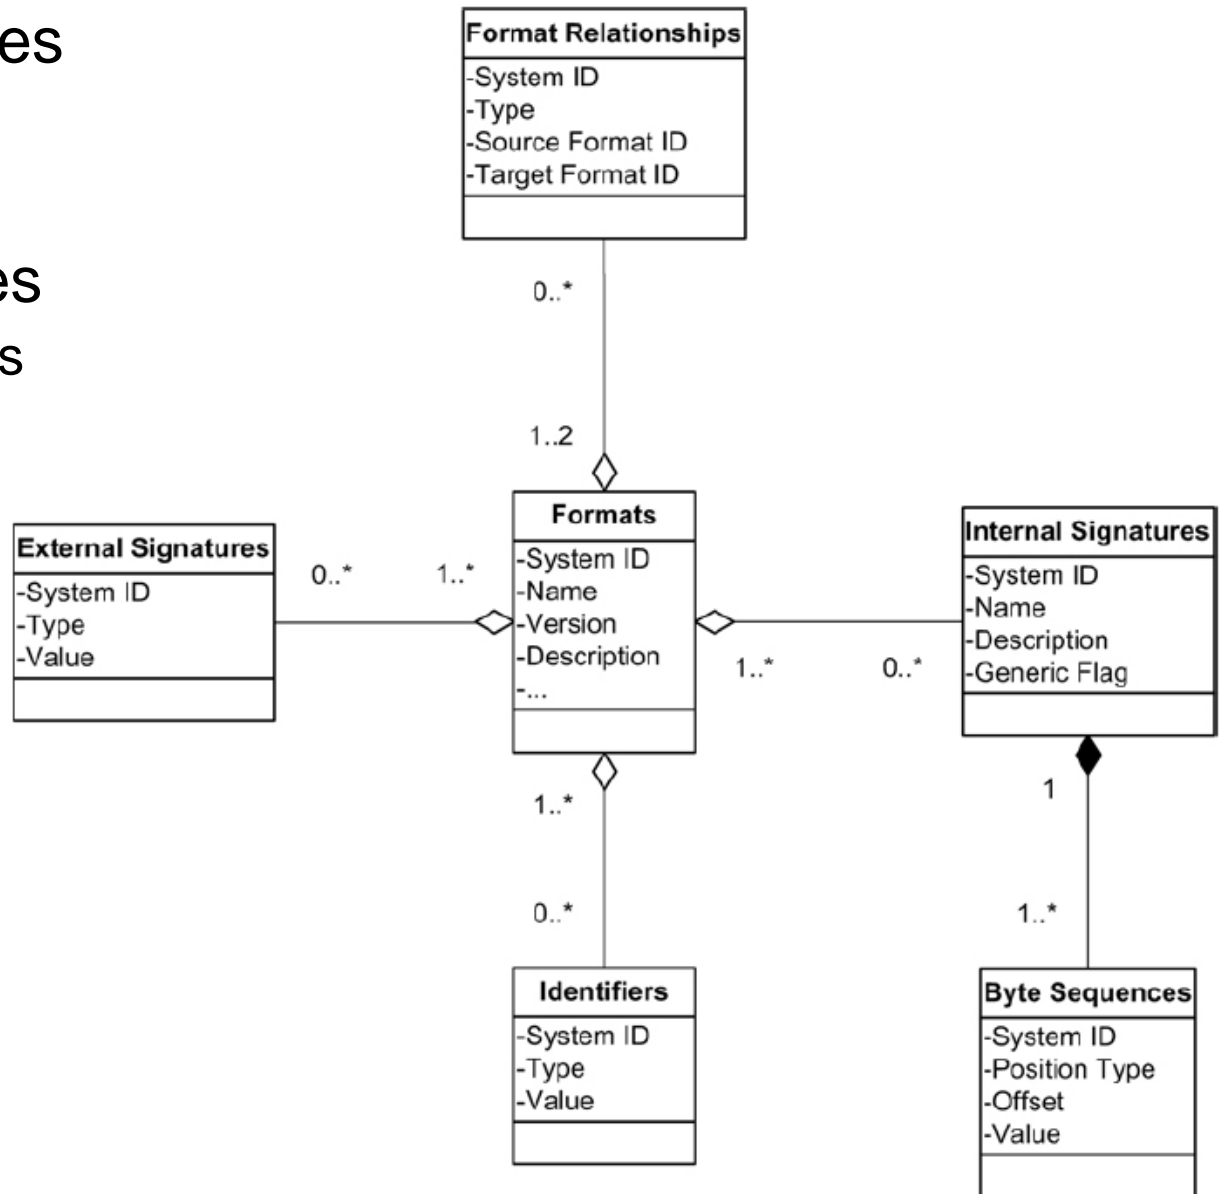 es
es
s
Format Relationships
-System ID
-Type
-Source Format ID
-Target Format ID
0..*
1..2
External Signatures
-System ID
-Type
-Value
0..*
1..*
Formats
-System ID
-Name
-Version
-Description
-...
1..*
0..*
Internal Signatures
-System ID
-Name
-Description
-Generic Flag
1..*
0..*
Identifiers
-System ID
-Type
-Value
1
1..*
Byte Sequences
-System ID
-Position Type
-Offset
-Value